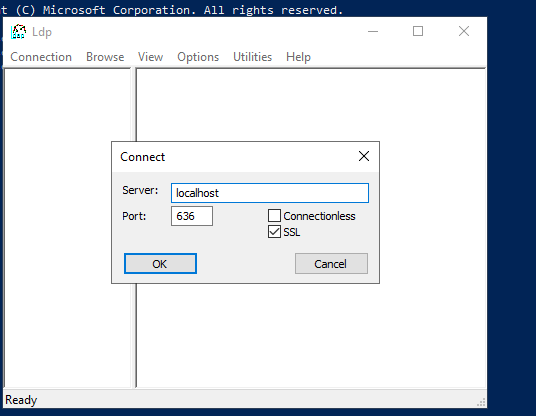 t (C) Microsoft Corporation. All rights reserved.
Ldp
Connection Browse View Options Utilities Help
Connect
Server: localhost
Port: 636 Connectionless
SSL
OK Cancel
Ready